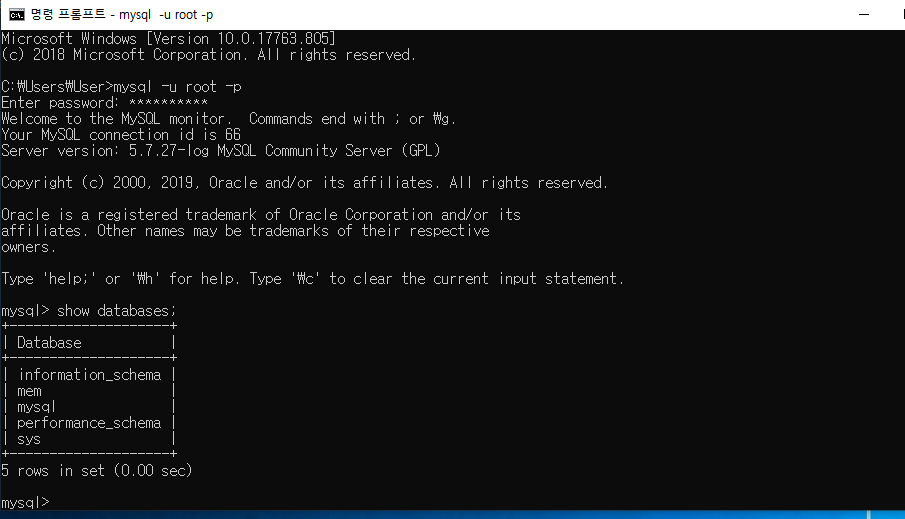 명령 프롬프트 - mysql  -u root -p
Microsoft Windows [Version 10.0.17763.805]
(c) 2018 Microsoft Corporation. All rights reserved.
C:₩Users₩User>mysql -u root -p
Enter password: **********
Welcome to the MySQL monitor.  Commands end with ; or ₩g.
Your MySQL connection id is 66
Server version: 5.7.27-log MySQL Community Server (GPL)
Copyright (c) 2000, 2019, Oracle and/or its affiliates. All rights reserved.
Oracle is a registered trademark of Oracle Corporation and/or its
affiliates. Other names may be trademarks of their respective
owners.
Type 'help;' or '₩h' for help. Type '₩c' to clear the current input statement.
mysql> show databases;
+--------------------+
| Database           |
+--------------------+
| information_schema |
| mem                |
| mysql              |
| performance_schema |
| sys                |
+--------------------+
5 rows in set (0.00 sec)
mysql>